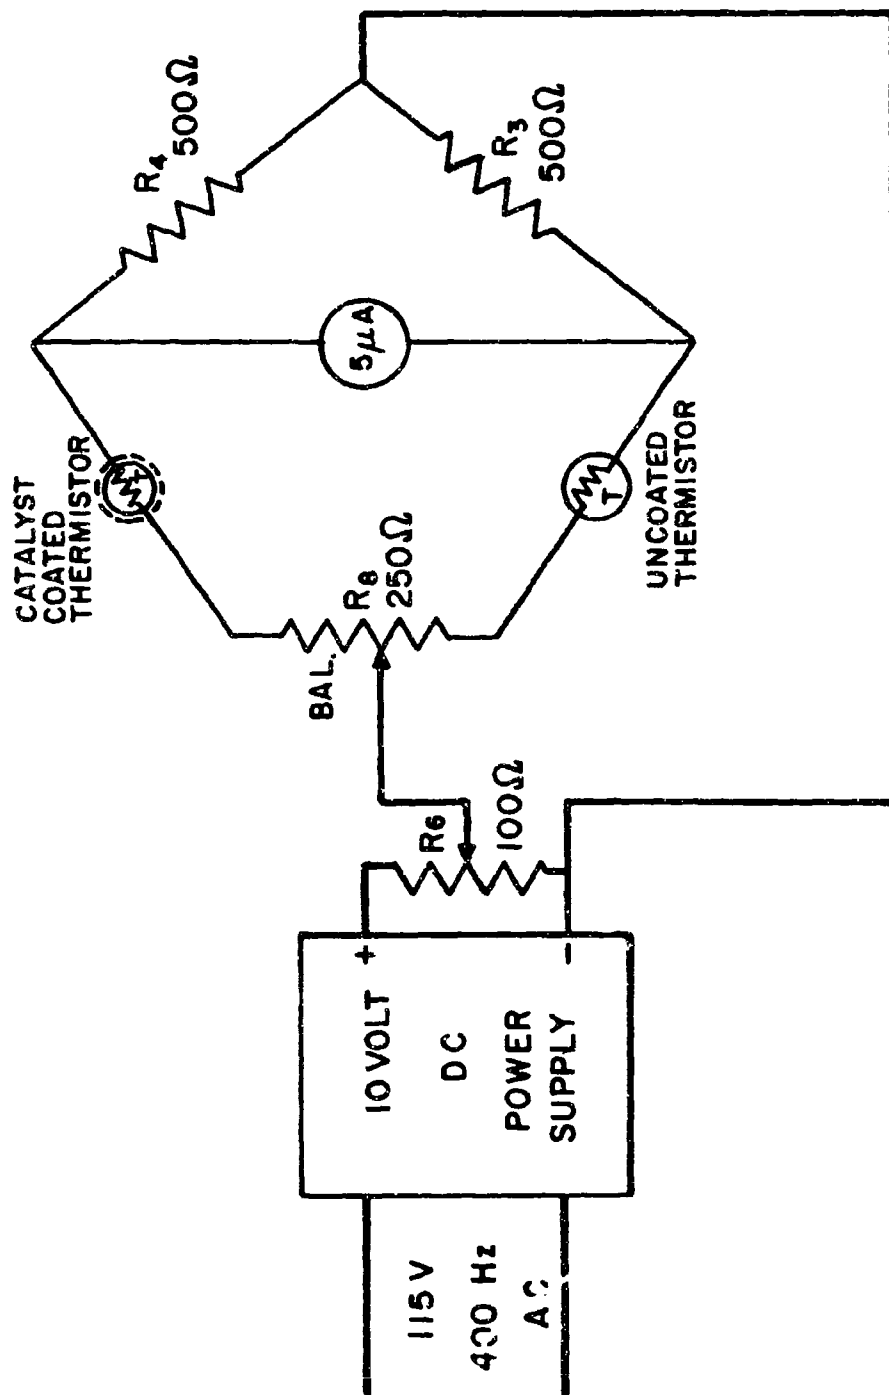 CATALYST
COATED
THERMISTOR
T
R4
500Ω
5μA
R3
500Ω
BAL.
R8
250Ω
T
UNCOATED
THERMISTOR
R6
100Ω
+
10 VOLT
DC
POWER
SUPPLY
−
115V
400 Hz